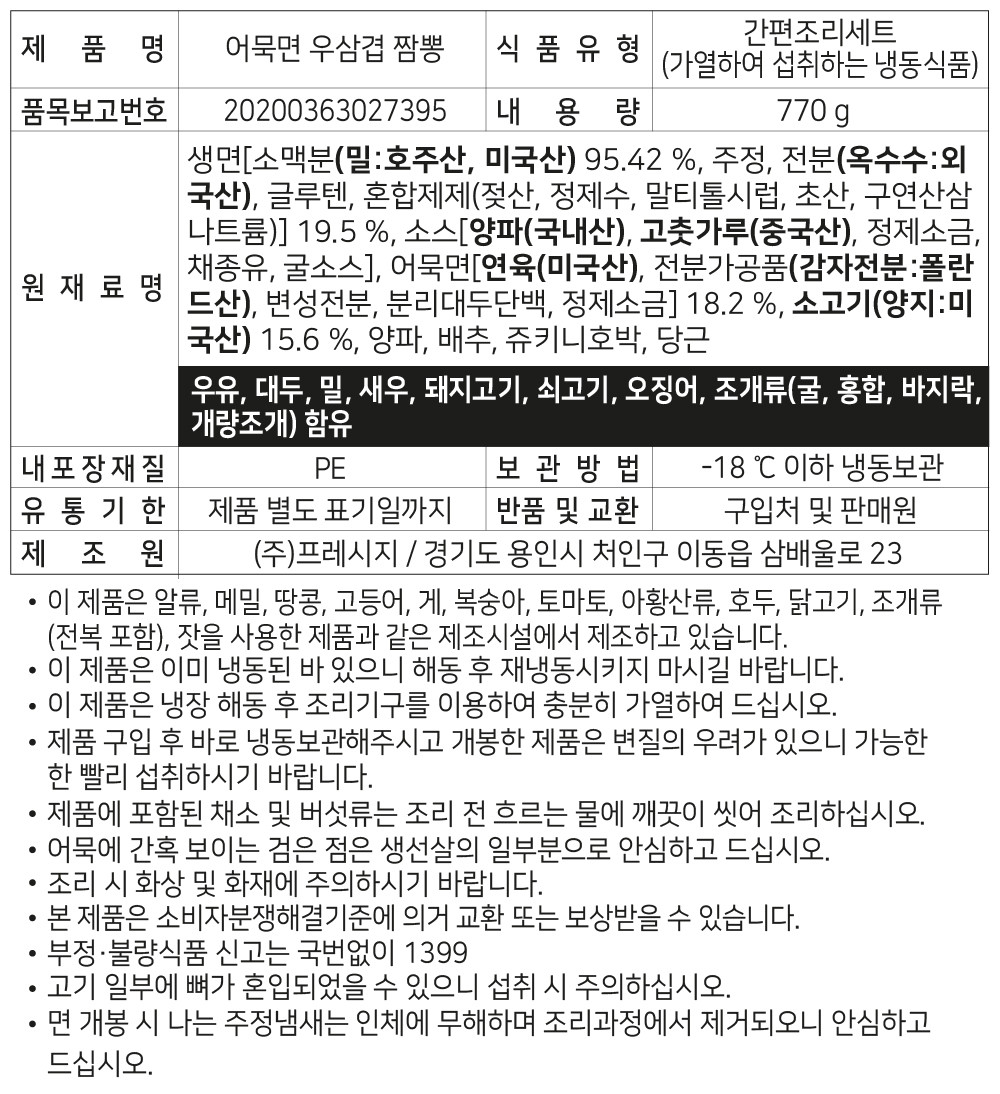 제 품 명 어묵면 우삼겹 짬뽕 식 품 유 형 간편조리세트
(가열하여 섭취하는 냉동식품)
품목보고번호 20200363027395 내 용 량 770 g
원 재 료 명
생면[소맥분(밀:호주산, 미국산) 95.42 %, 주정, 전분(옥수수:외
국산), 글루텐, 혼합제제(젖산, 정제수, 말티톨시럽, 초산, 구연산삼
나트륨)] 19.5 %, 소스[양파(국내산), 고춧가루(중국산), 정제소금,
채종유, 굴소스], 어묵면[연육(미국산), 전분가공품(감자전분:폴란
드산), 변성전분, 분리대두단백, 정제소금] 18.2 %, 소고기(양지:미
국산) 15.6 %, 양파, 배추, 쥬키니호박, 당근
우유, 대두, 밀, 새우, 돼지고기, 쇠고기, 오징어, 조개류(굴, 홍합, 바지락,
개량조개) 함유
내포장재질 PE 보 관 방 법 -18 ℃ 이하 냉동보관
유 통 기 한 제품 별도 표기일까지 반품 및 교환 구입처 및 판매원
제 조 원 (주)프레시지 / 경기도 용인시 처인구 이동읍 삼배울로 23
• 이 제품은 알류, 메밀, 땅콩, 고등어, 게, 복숭아, 토마토, 아황산류, 호두, 닭고기, 조개류
(전복 포함), 잣을 사용한 제품과 같은 제조시설에서 제조하고 있습니다.
• 이 제품은 이미 냉동된 바 있으니 해동 후 재냉동시키지 마시길 바랍니다.
• 이 제품은 냉장 해동 후 조리기구를 이용하여 충분히 가열하여 드십시오.
• 제품 구입 후 바로 냉동보관해주시고 개봉한 제품은 변질의 우려가 있으니 가능한
한 빨리 섭취하시기 바랍니다.
• 제품에 포함된 채소 및 버섯류는 조리 전 흐르는 물에 깨끗이 씻어 조리하십시오.
• 어묵에 간혹 보이는 검은 점은 생선살의 일부분으로 안심하고 드십시오.
• 조리 시 화상 및 화재에 주의하시기 바랍니다.
• 본 제품은 소비자분쟁해결기준에 의거 교환 또는 보상받을 수 있습니다.
• 부정·불량식품 신고는 국번없이 1399
• 고기 일부에 뼈가 혼입되었을 수 있으니 섭취 시 주의하십시오.
• 면 개봉 시 나는 주정냄새는 인체에 무해하며 조리과정에서 제거되오니 안심하고
드십시오.